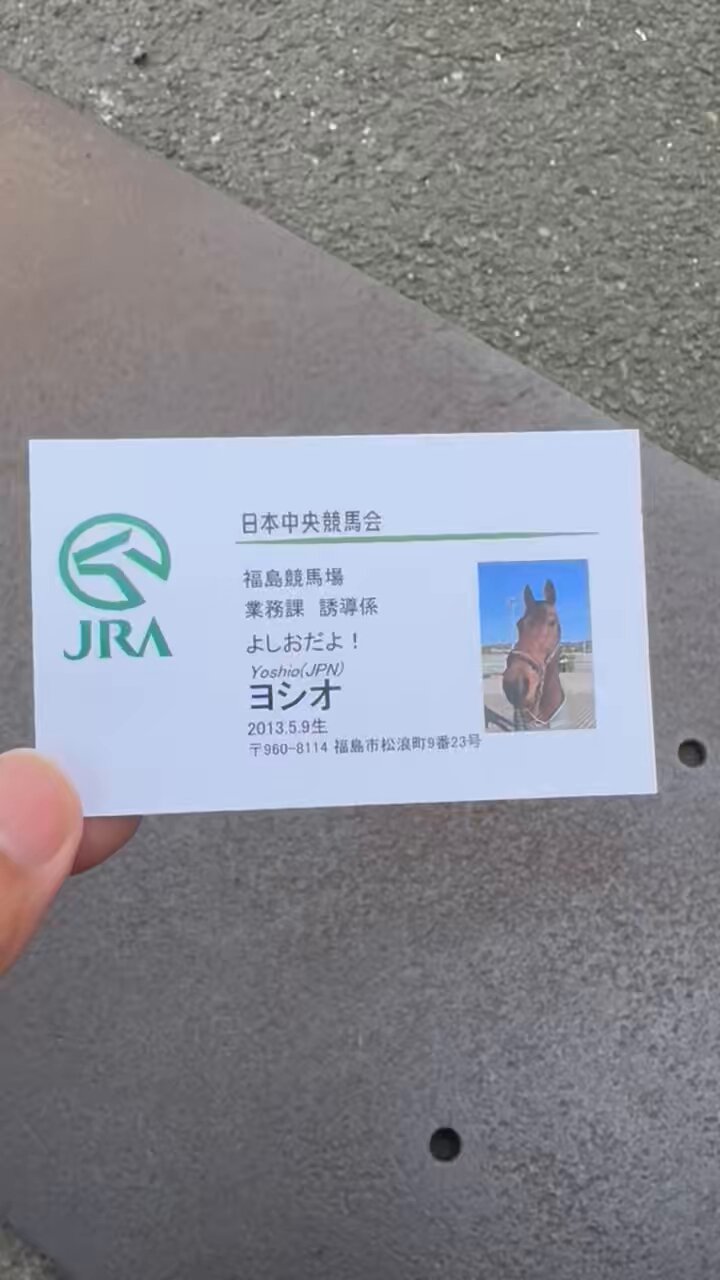 JRA
日本中央競馬会
福島競馬場
業務課 誘導係
よしおだよ！
Yoshio(JPN)
ヨシオ
2013.5.9生
〒960-8114 福島市松浪町9番23号